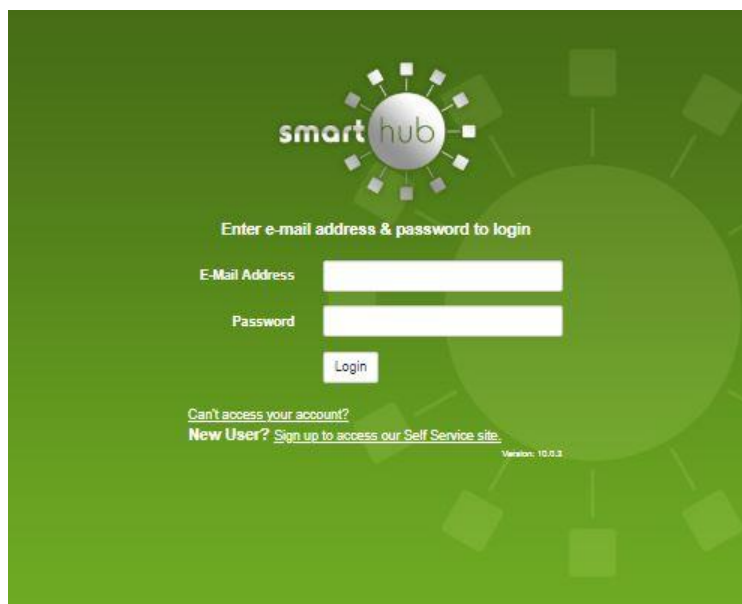 smart hub
Enter e-mail address & password to login
E-Mail Address
Password
Login
Can't access your account?
New User? Sign up to access our Self Service site.
Version: 10.0.3